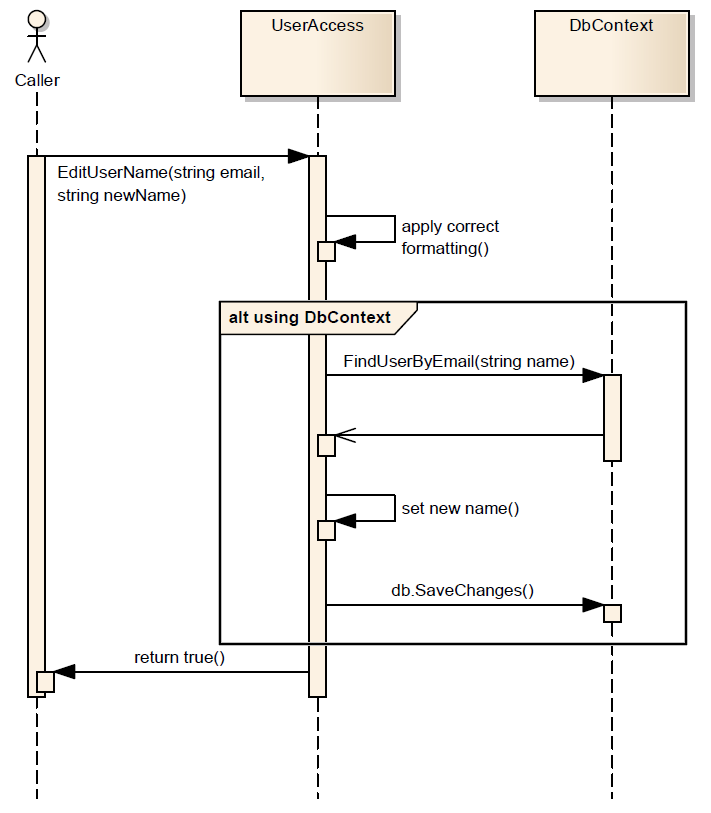 Caller
UserAccess
DbContext
EditUserName(string email,
string newName)
apply correct
formatting()
alt using DbContext
FindUserByEmail(string name)
set new name()
db.SaveChanges()
return true()